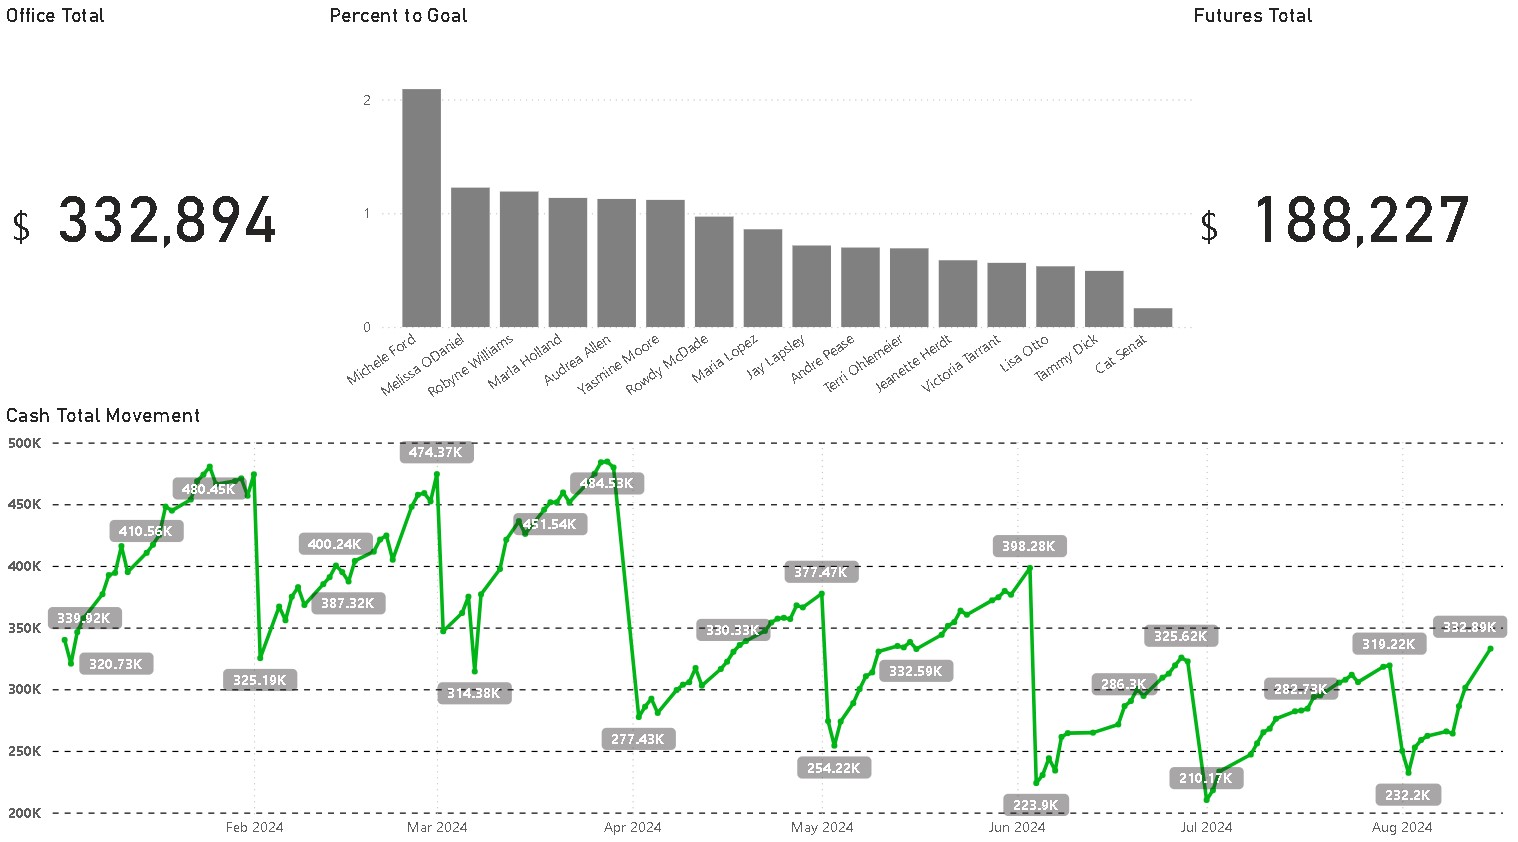 Office Total
Percent to Goal
Futures Total
2
1
0
$ 332,894
$ 188,227
Michele Ford
Melissa ODaniel
Robyne Williams
Marla Holland
Audrea Allen
Yasmine Moore
Rowdy McDade
Maria Lopez
Jay Lapsley
Andre Pease
Terri Ohlemeier
Jeanette Herdt
Victoria Tarrant
Lisa Otto
Tammy Dick
Cat Senat
Cash Total Movement
500K
450K
400K
350K
300K
250K
200K
339.92K
320.73K
410.56K
480.45K
325.19K
400.24K
387.32K
474.37K
314.38K
451.54K
484.53K
277.43K
330.33K
377.47K
254.22K
332.59K
398.28K
223.9K
286.3K
325.62K
210.17K
282.73K
319.22K
232.2K
332.89K
Feb 2024
Mar 2024
Apr 2024
May 2024
Jun 2024
Jul 2024
Aug 2024